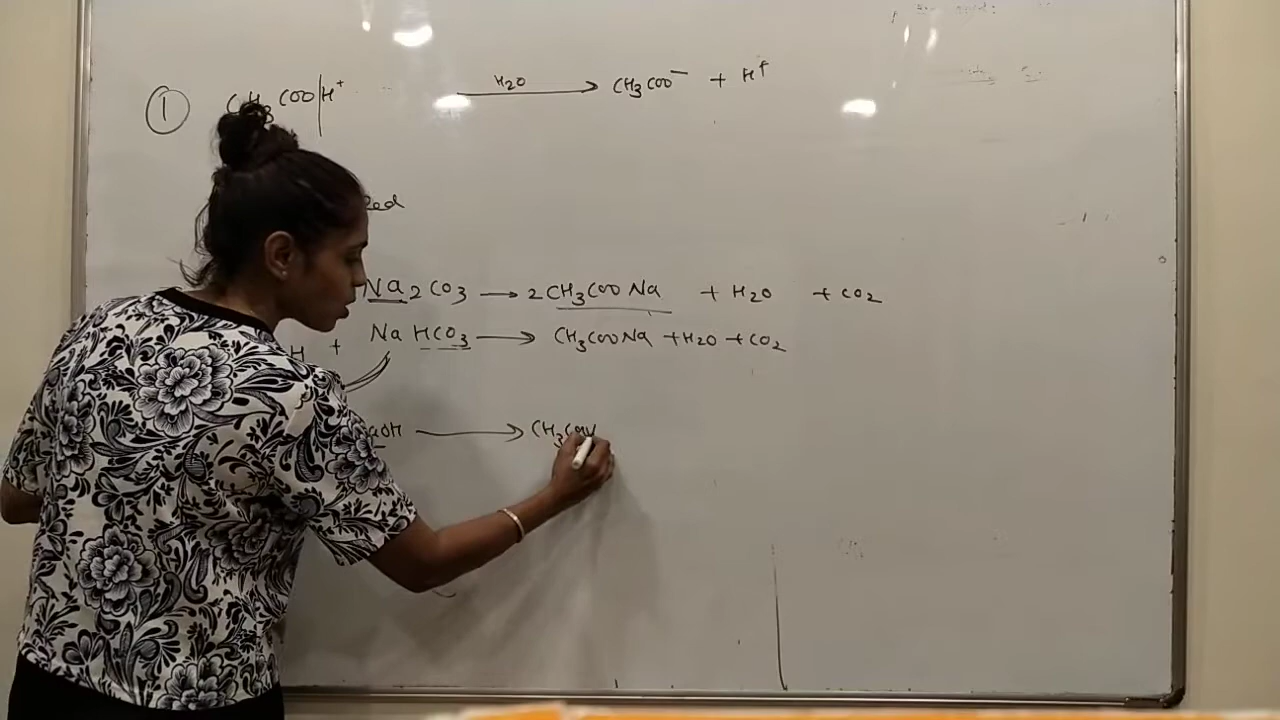 ① CH₃COO|H⁺ —H₂O→ CH₃COO⁻ + H⁺
Red
Na₂CO₃ → 2CH₃COONa + H₂O + CO₂
H + NaHCO₃ → CH₃COONa + H₂O + CO₂
aOH → CH₃COO